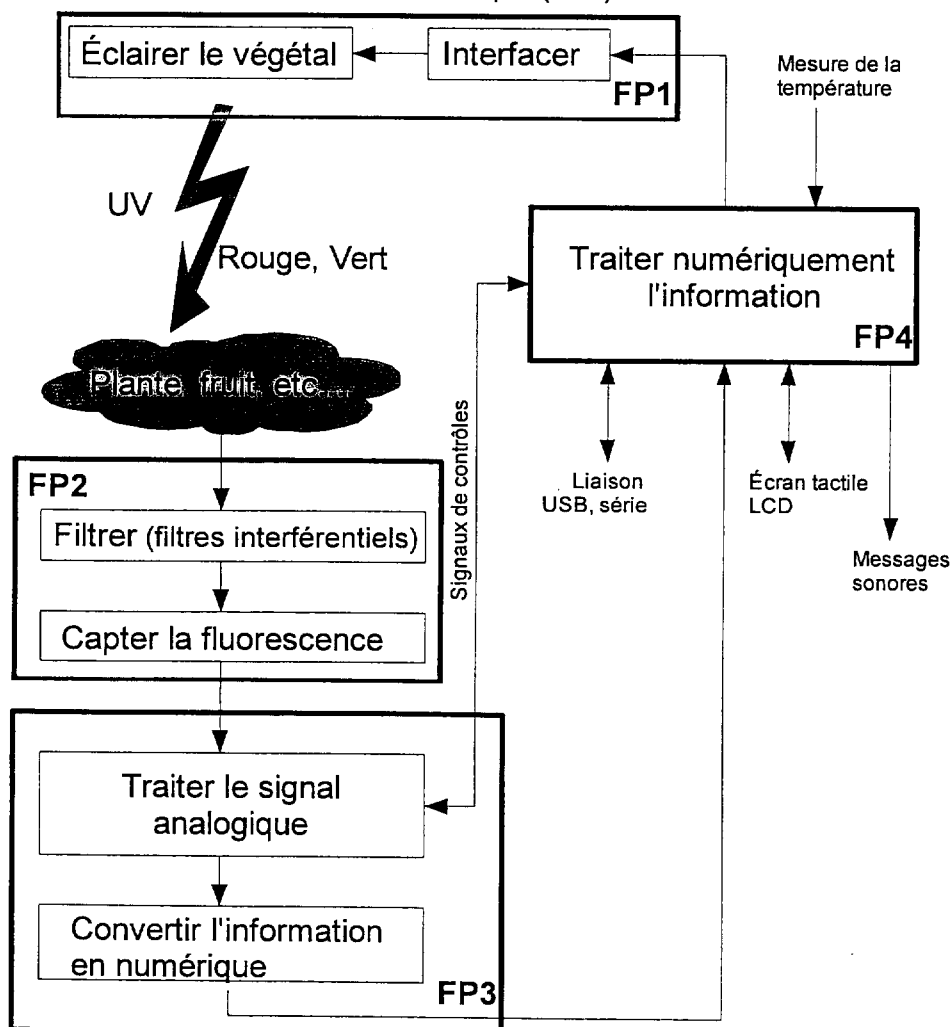 Éclairer le végétal
Interfacer
FP1
Mesure de la
température
UV
Rouge, Vert
Traiter numériquement
l'information
FP4
Plante, fruit, etc....
Signaux de contrôles
FP2
Filtrer (filtres interférentiels)
Capter la fluorescence
Liaison
USB, série
Écran tactile
LCD
Messages
sonores
Traiter le signal
analogique
Convertir l'information
en numérique
FP3